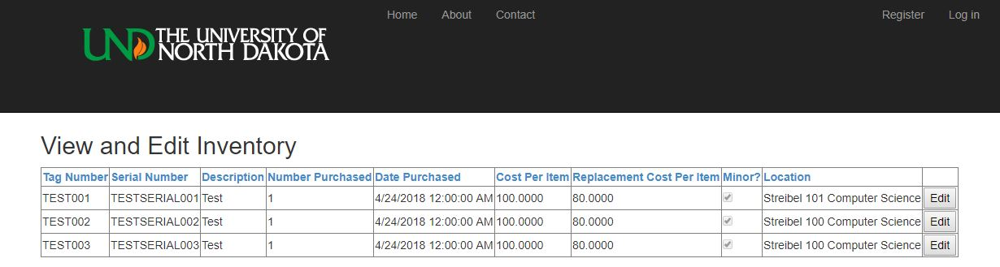 Home About Contact Register Log in
UND THE UNIVERSITY OF
NORTH DAKOTA
View and Edit Inventory
Tag Number Serial Number Description Number Purchased Date Purchased Cost Per Item Replacement Cost Per Item Minor? Location
TEST001 TESTSERIAL001 Test 1 4/24/2018 12:00:00 AM 100.0000 80.0000 Streibel 101 Computer Science Edit
TEST002 TESTSERIAL002 Test 1 4/24/2018 12:00:00 AM 100.0000 80.0000 Streibel 100 Computer Science Edit
TEST003 TESTSERIAL003 Test 1 4/24/2018 12:00:00 AM 100.0000 80.0000 Streibel 100 Computer Science Edit